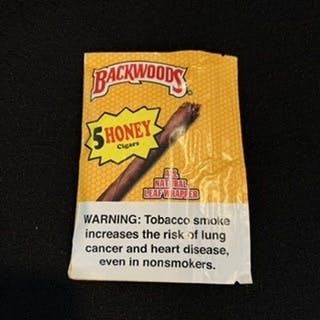 BACKWOODS
5 HONEY
Cigars
ALL
NATURAL
LEAF WRAPPER
WARNING: Tobacco smoke
increases the risk of lung
cancer and heart disease,
even in nonsmokers.